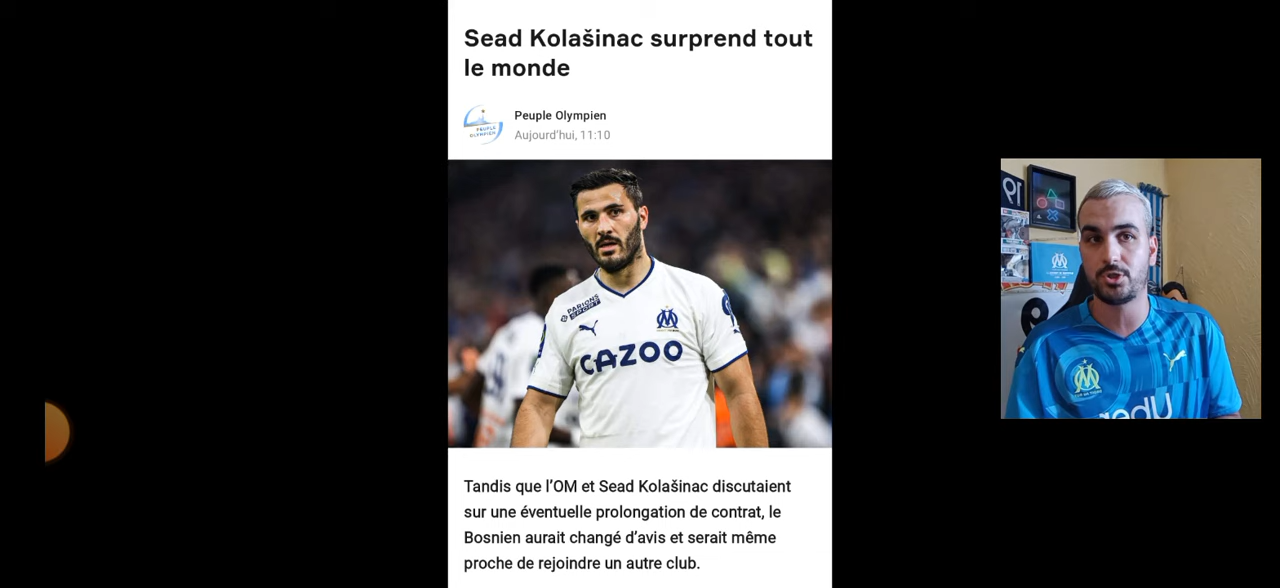 Sead Kolašinac surprend tout
le monde
Peuple Olympien
Aujourd'hui, 11:10
PEUPLE
OLYMPIEN
PARIONS
SPORT
CAZOO
Tandis que l’OM et Sead Kolašinac discutaient
sur une éventuelle prolongation de contrat, le
Bosnien aurait changé d’avis et serait même
proche de rejoindre un autre club.